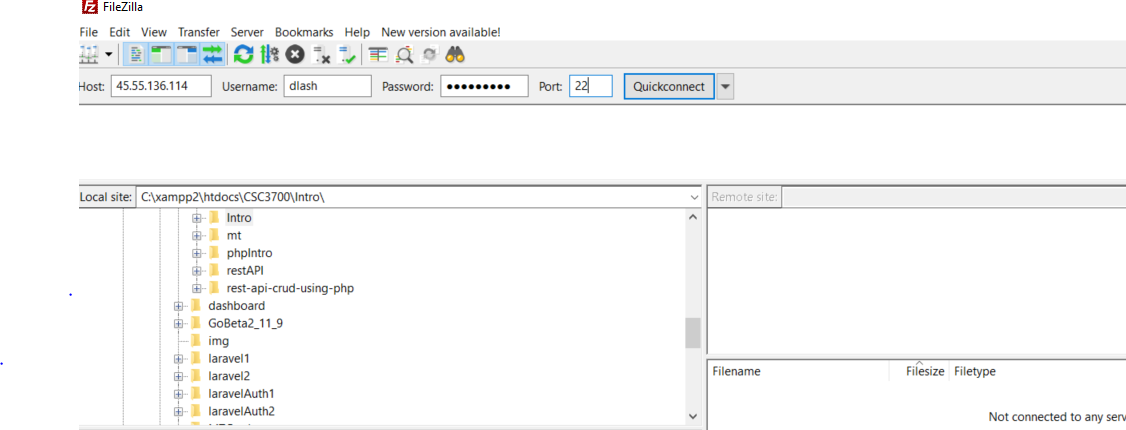 FileZilla
File Edit View Transfer Server Bookmarks Help New version available!
Host: 45.55.136.114 Username: dlash Password: ●●●●●●●●● Port: 22 Quickconnect
Local site: C:\xampp2\htdocs\CSC3700\Intro\ Remote site:
Intro
mt
phpIntro
restAPI
rest-api-crud-using-php
dashboard
GoBeta2_11_9
img
laravel1
laravel2
laravelAuth1
laravelAuth2
Filename Filesize Filetype
Not connected to any serv